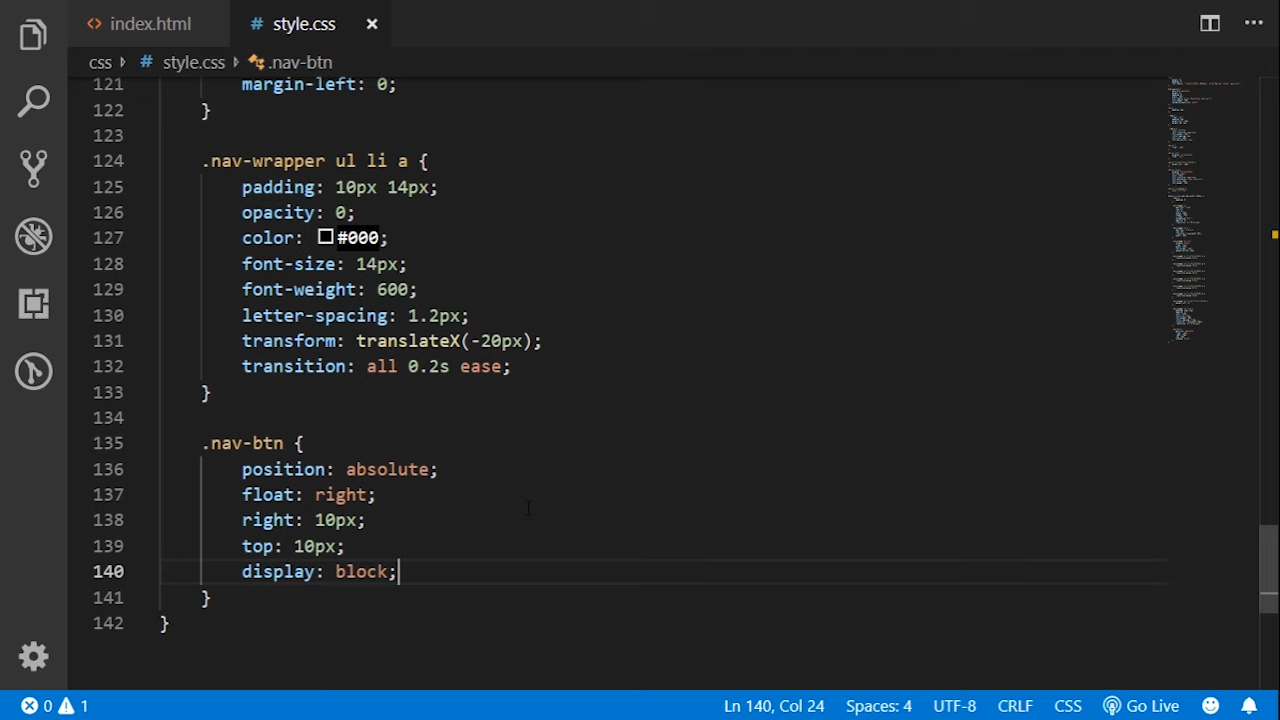 index.html
style.css
css
style.css
.nav-btn
121 margin-left: 0;
122 }
123
124 .nav-wrapper ul li a {
125 padding: 10px 14px;
126 opacity: 0;
127 color: #000;
128 font-size: 14px;
129 font-weight: 600;
130 letter-spacing: 1.2px;
131 transform: translateX(-20px);
132 transition: all 0.2s ease;
133 }
134
135 .nav-btn {
136 position: absolute;
137 float: right;
138 right: 10px;
139 top: 10px;
140 display: block;
141 }
142 }
0 1 Ln 140, Col 24 Spaces: 4 UTF-8 CRLF CSS Go Live